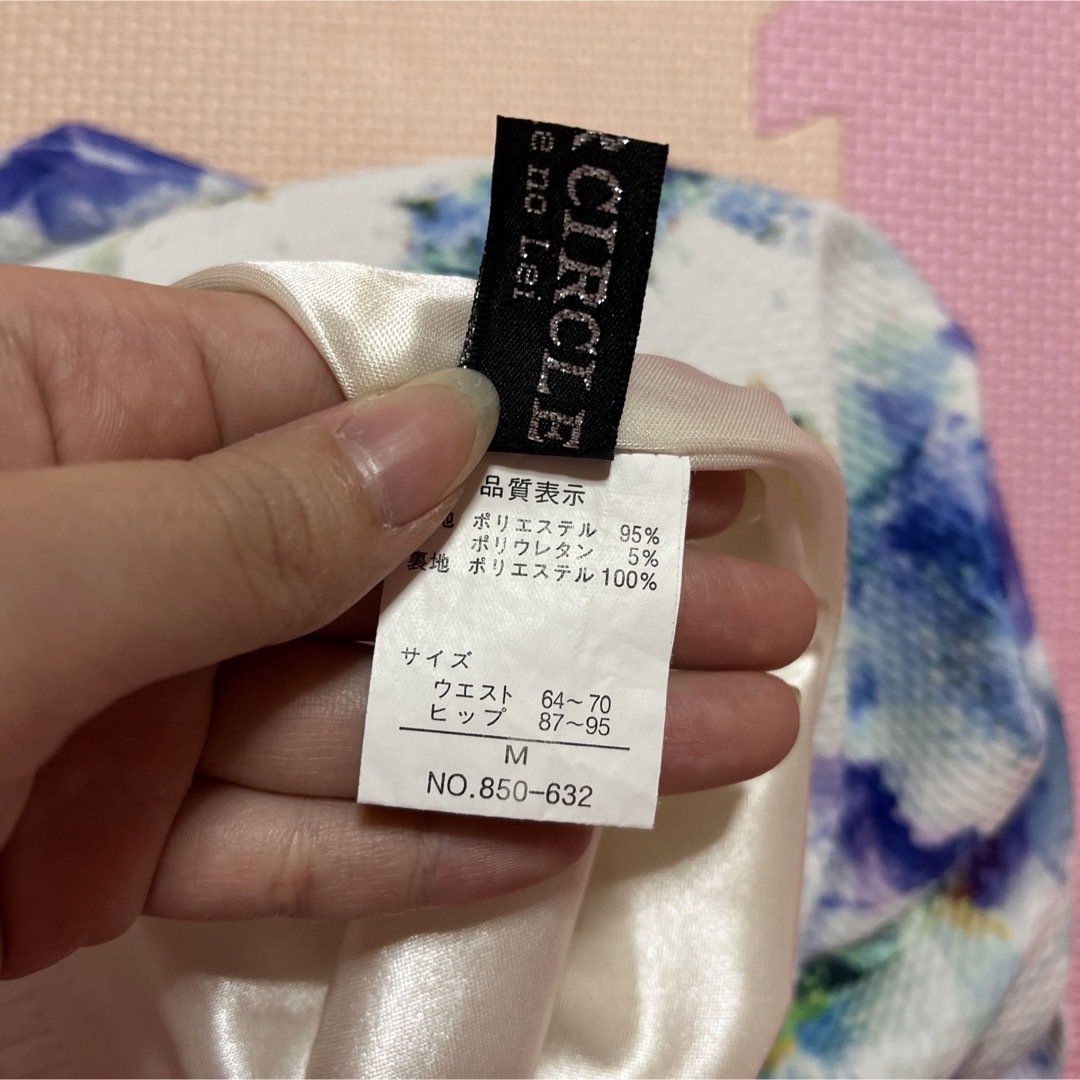 CIRCLE
no Lei
品質表示
ポリエステル 95%
ポリウレタン 5%
裏地 ポリエステル 100%
サイズ
ウエスト 64～70
ヒップ 87～95
M
NO.850-632